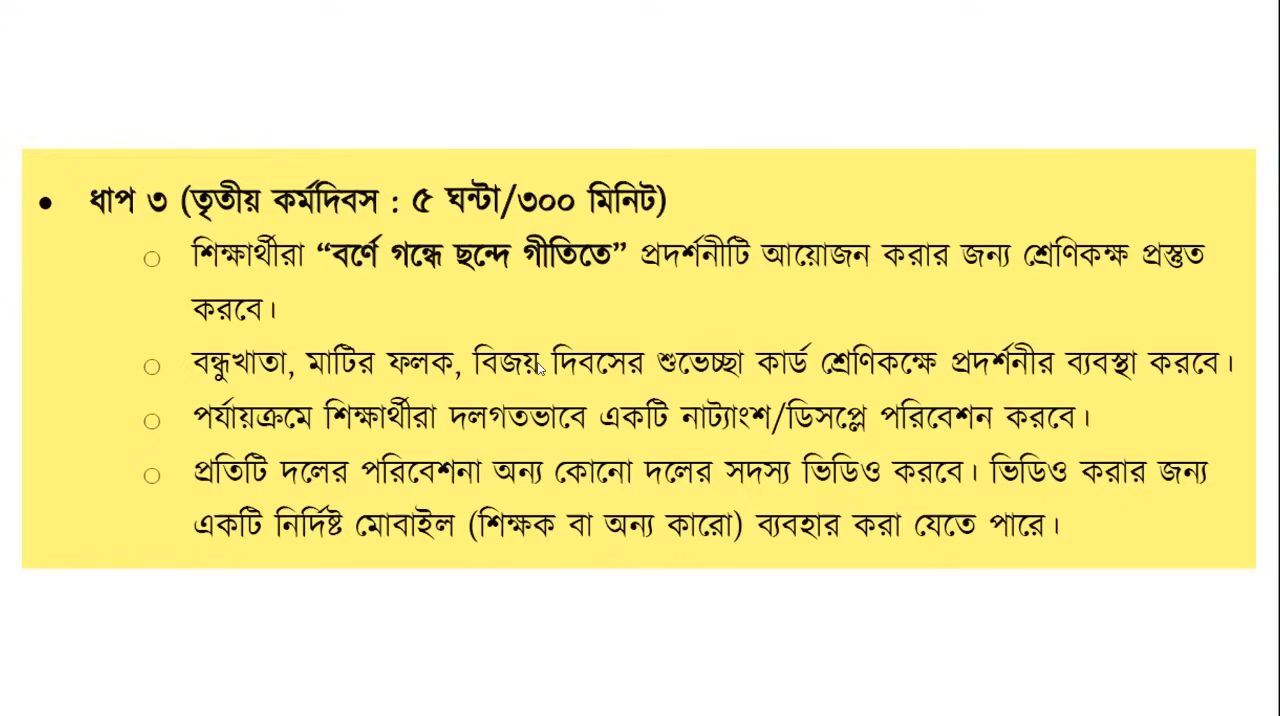 • ধাপ ৩ (তৃতীয় কর্মদিবস : ৫ ঘন্টা/৩০০ মিনিট)
○ শিক্ষার্থীরা “বর্ণে গন্ধে ছন্দে গীতিতে” প্রদর্শনীটি আয়োজন করার জন্য শ্রেণিকক্ষ প্রস্তুত
করবে।
○ বন্ধুখাতা, মাটির ফলক, বিজয় দিবসের শুভেচ্ছা কার্ড শ্রেণিকক্ষে প্রদর্শনীর ব্যবস্থা করবে।
○ পর্যায়ক্রমে শিক্ষার্থীরা দলগতভাবে একটি নাট্যাংশ/ডিসপ্লে পরিবেশন করবে।
○ প্রতিটি দলের পরিবেশনা অন্য কোনো দলের সদস্য ভিডিও করবে। ভিডিও করার জন্য
একটি নির্দিষ্ট মোবাইল (শিক্ষক বা অন্য কারো) ব্যবহার করা যেতে পারে।